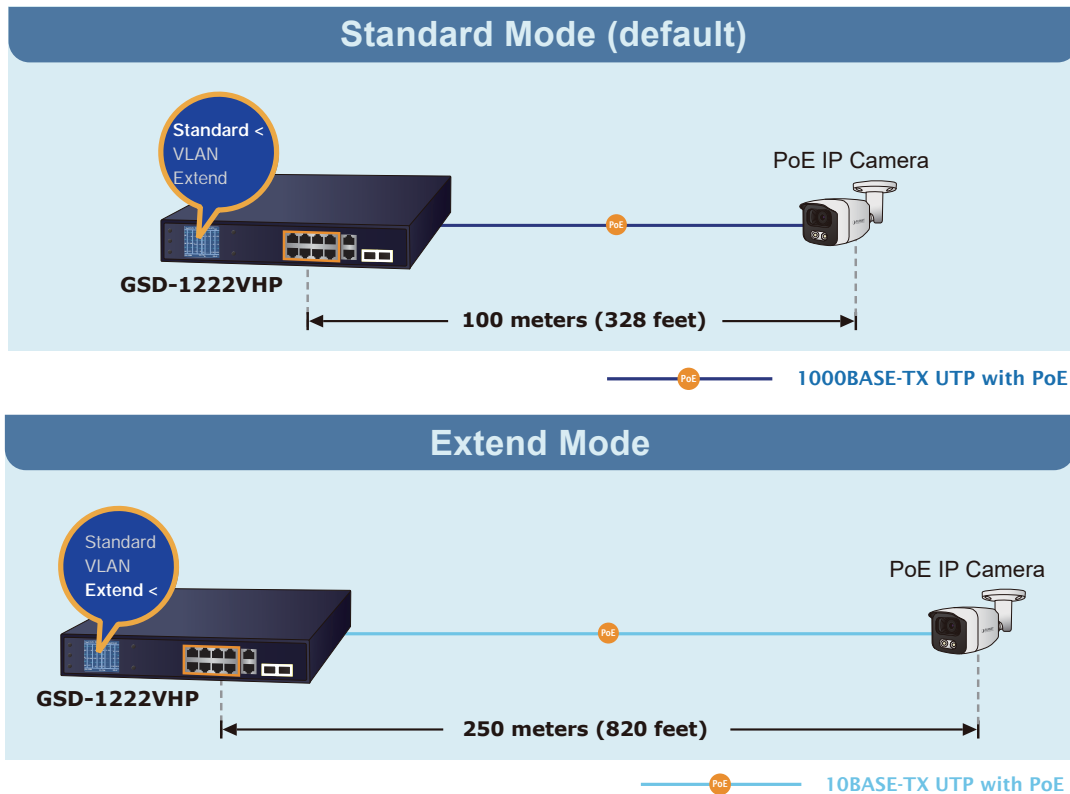 Standard Mode (default)
Standard <
VLAN
Extend
PoE IP Camera
PoE
GSD-1222VHP
100 meters (328 feet)
PoE
1000BASE-TX UTP with PoE
Extend Mode
Standard
VLAN
Extend <
PoE IP Camera
PoE
GSD-1222VHP
250 meters (820 feet)
PoE
10BASE-TX UTP with PoE